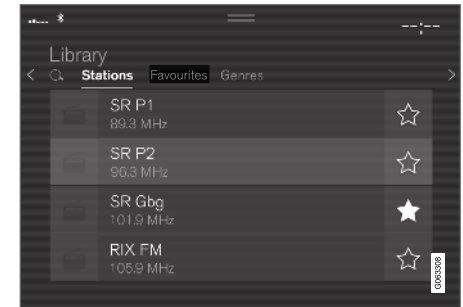 --:--
Library
Stations Favourites Genres
SR P1
89.3 MHz
SR P2
96.3 MHz
SR Gbg
101.9 MHz
RIX FM
105.9 MHz
G063308